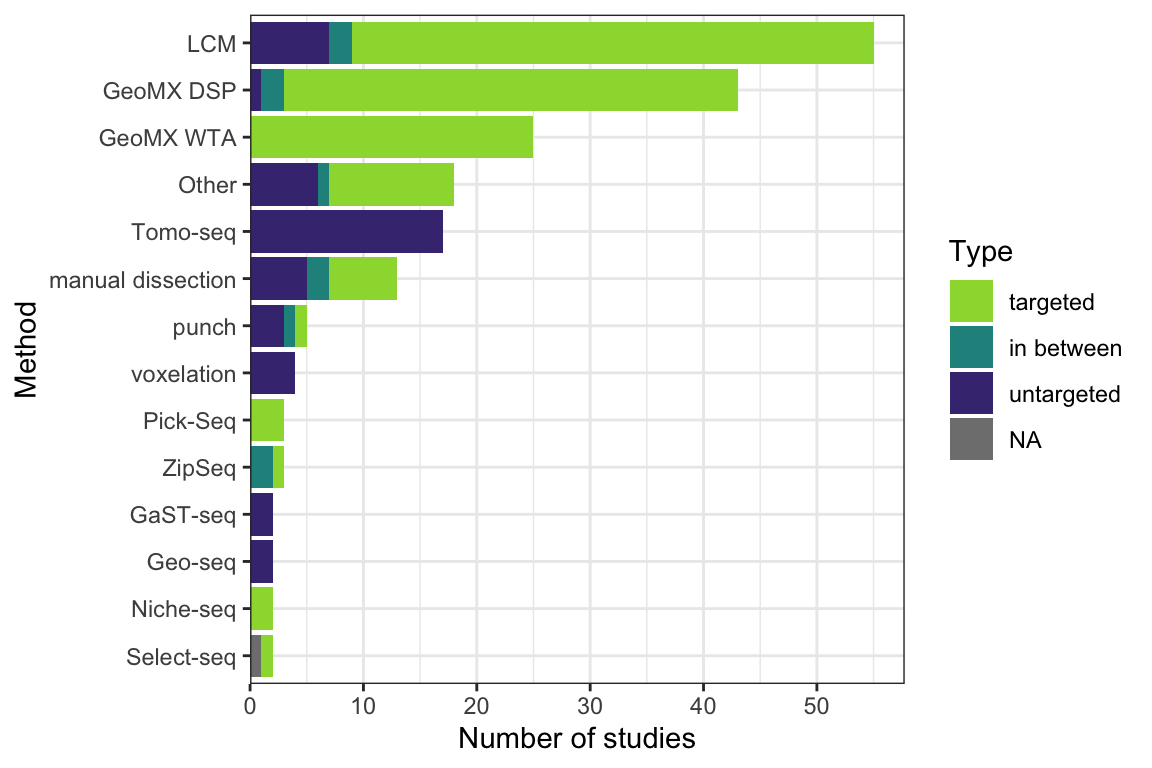 Method
LCM
GeoMX DSP
GeoMX WTA
Other
Tomo-seq
manual dissection
punch
voxelation
Pick-Seq
ZipSeq
GaST-seq
Geo-seq
Niche-seq
Select-seq
0 10 20 30 40 50
Number of studies
Type
targeted
in between
untargeted
NA